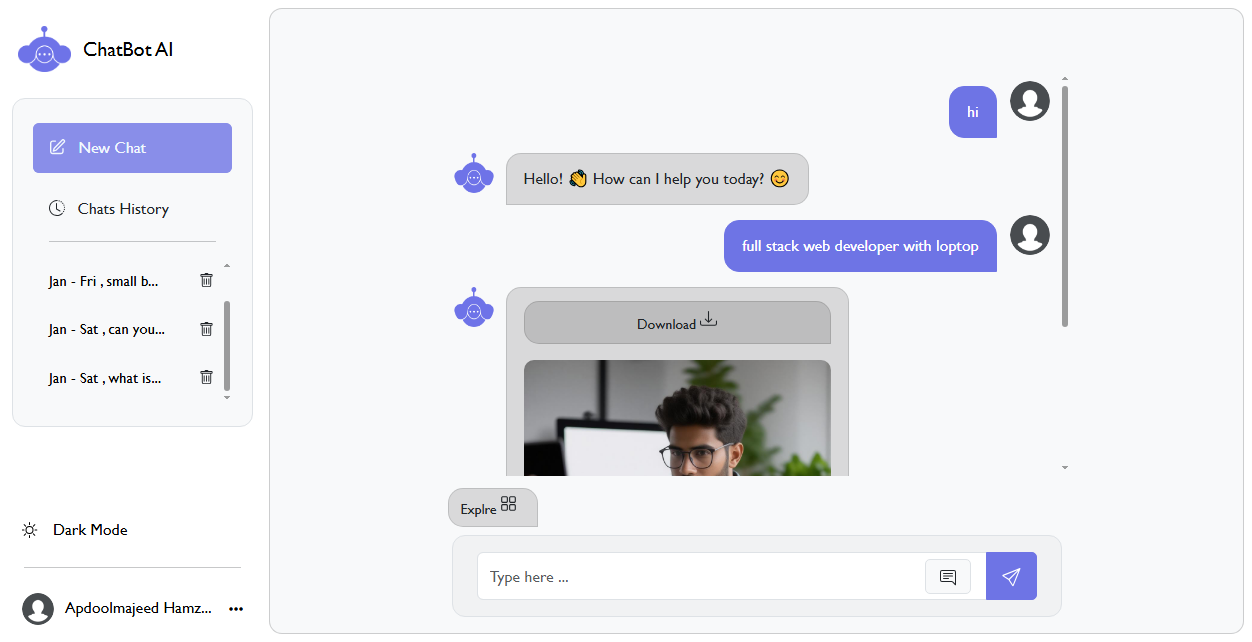 ChatBot AI
New Chat
Chats History
Jan - Fri , small b...
Jan - Sat , can you...
Jan - Sat , what is...
Dark Mode
Apdoolmajeed Hamz...
hi
Hello! 👋 How can I help you today? 😊
full stack web developer with loptop
Download
Explre
Type here ...